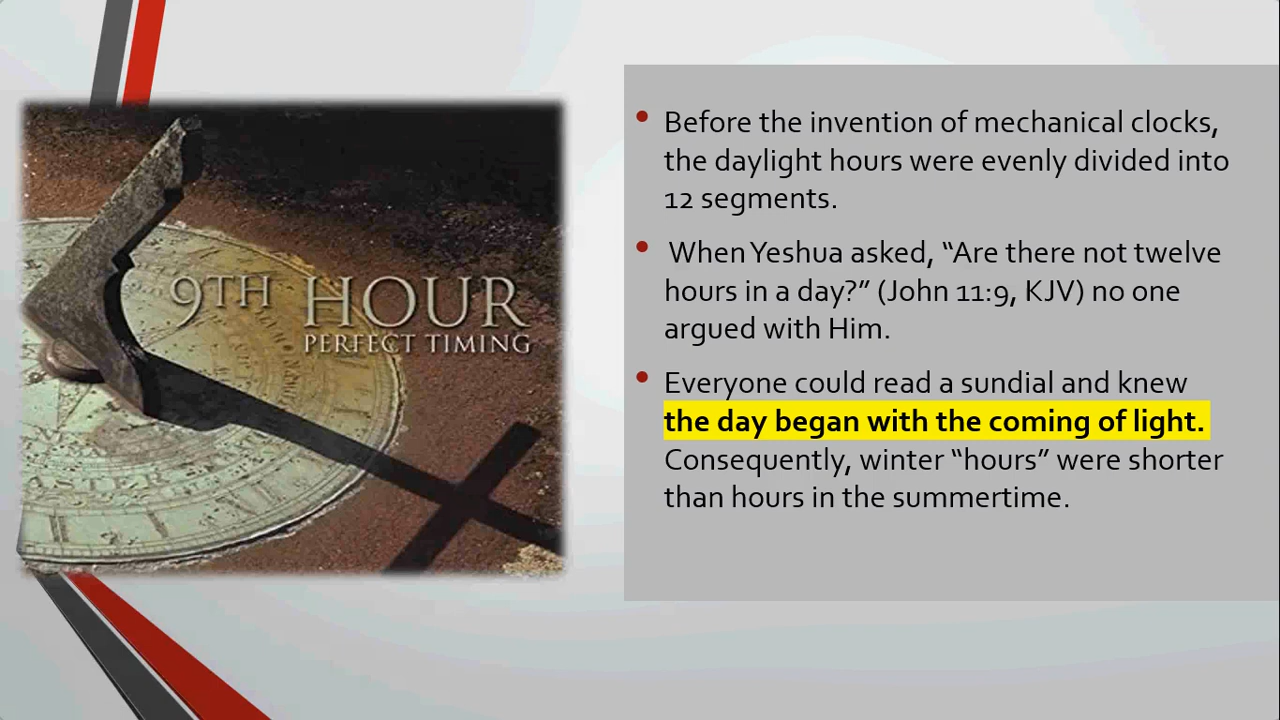 9TH HOUR
PERFECT TIMING
ASTER
• Before the invention of mechanical clocks,
the daylight hours were evenly divided into
12 segments.
• When Yeshua asked, “Are there not twelve
hours in a day?” (John 11:9, KJV) no one
argued with Him.
• Everyone could read a sundial and knew
the day began with the coming of light.
Consequently, winter “hours” were shorter
than hours in the summertime.